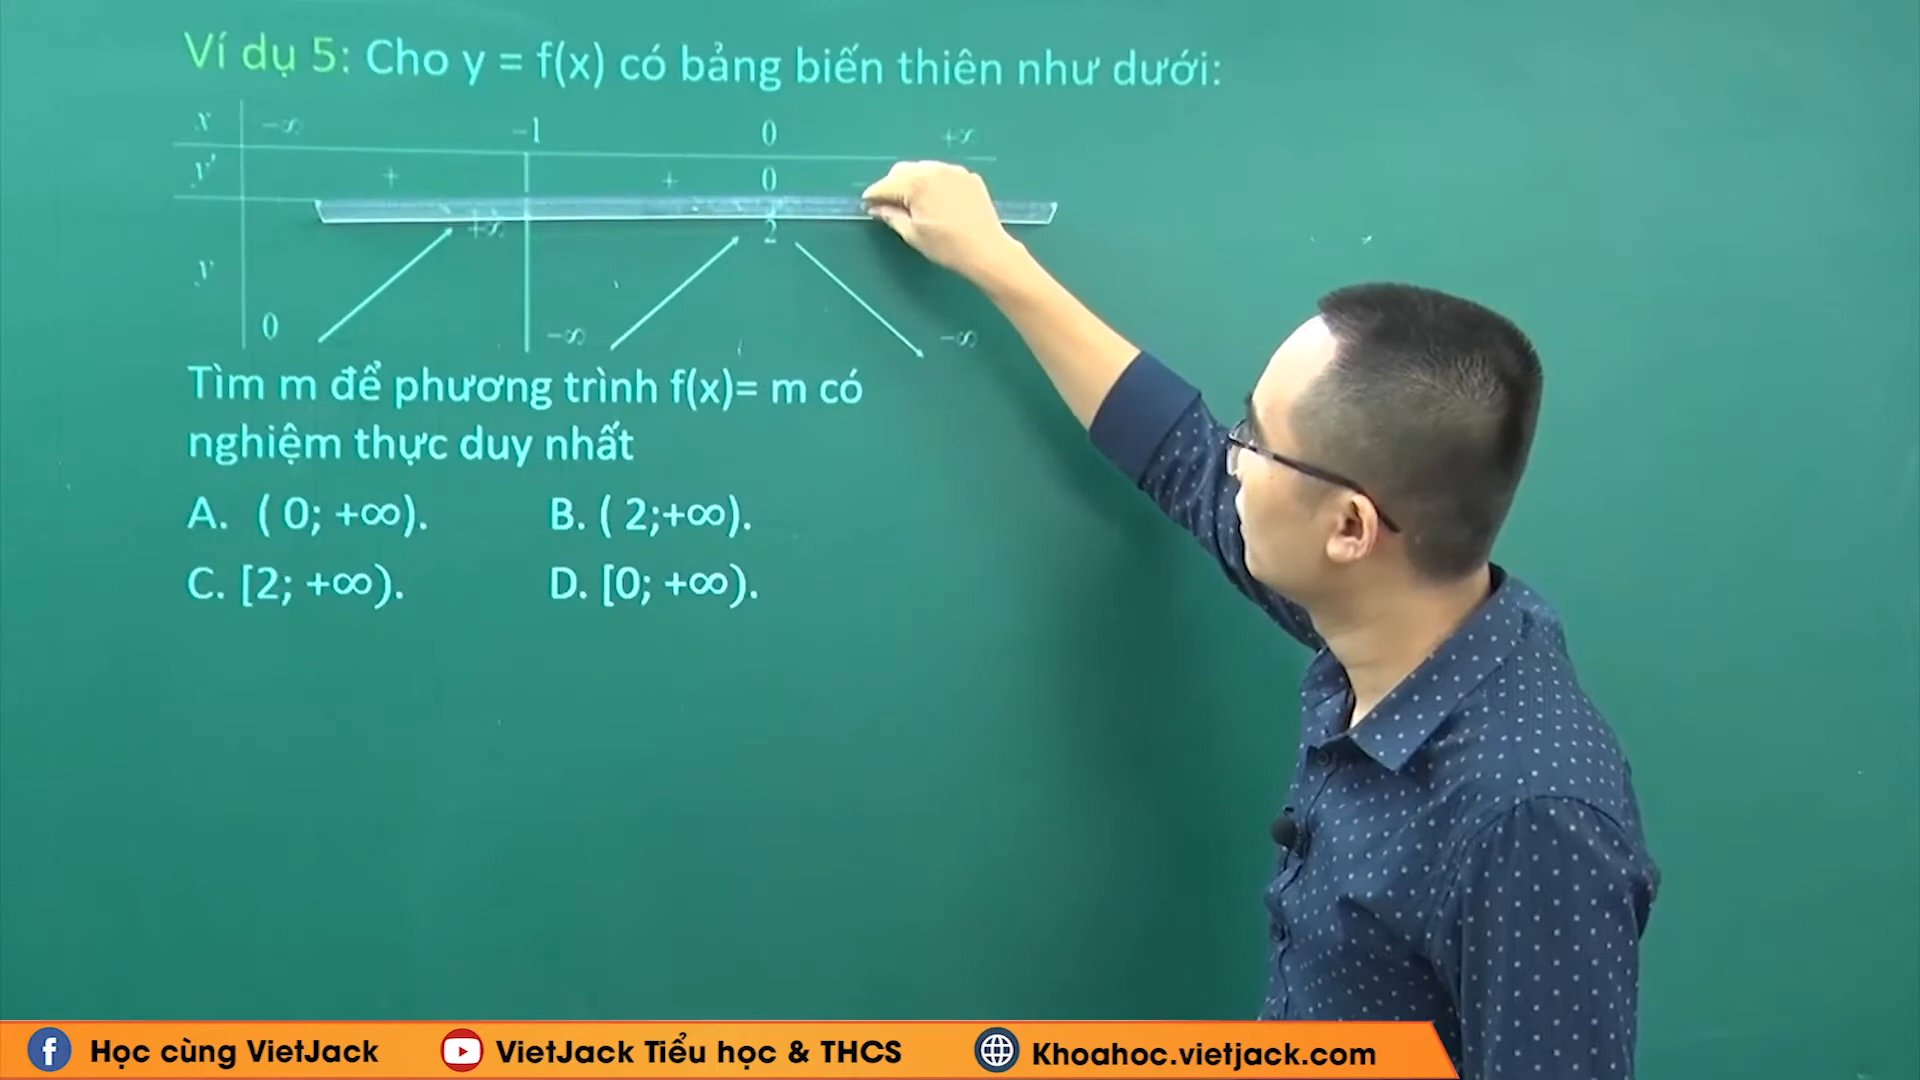 Ví dụ 5: Cho y = f(x) có bảng biến thiên như dưới:
x −∞ −1 0 +∞
y' + + 0
+∞ 2
y
0 −∞ −∞
Tìm m để phương trình f(x)= m có
nghiệm thực duy nhất
A. ( 0; +∞). B. ( 2;+∞).
C. [2; +∞). D. [0; +∞).
Học cùng VietJack VietJack Tiểu học & THCS Khoahoc.vietjack.com